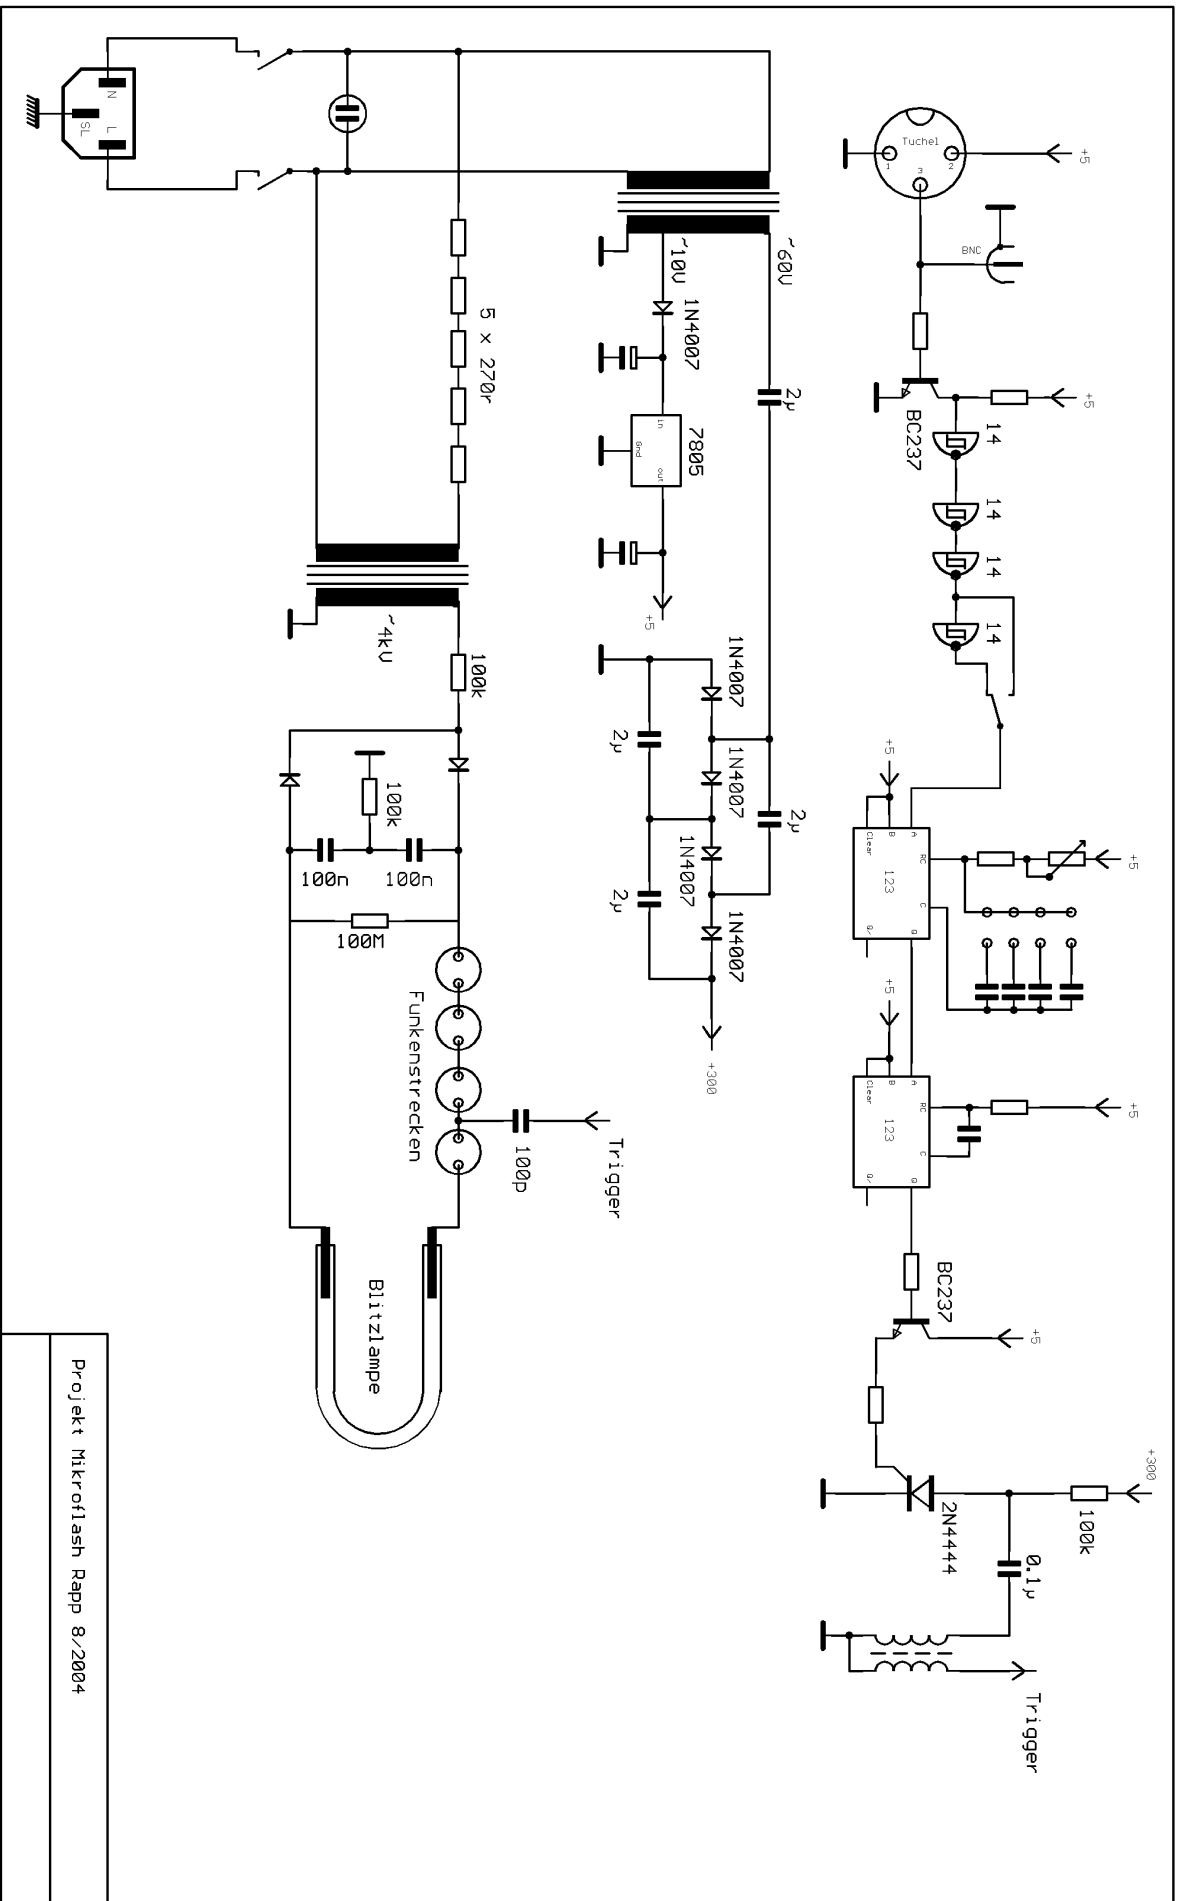 +5
Tuchel
1
2
3
BNC
+5
BC237
14
14
14
14
+5
A
B
Clear
123
RC
C
Q
Q/
+5
+5
A
B
Clear
123
RC
C
Q
Q/
+5
BC237
+5
+300
100k
2N4444
0.1µ
Trigger
~60V
~10V
1N4007
2µ
7805
in
Gnd
out
+5
1N4007
1N4007
1N4007
1N4007
2µ
2µ
2µ
+300
N
SL
L
5 x 270r
~4kV
100k
100k
100n
100n
100M
Funkenstrecken
100p
Trigger
Blitzlampe
Projekt Mikroflash Rapp 8/2004